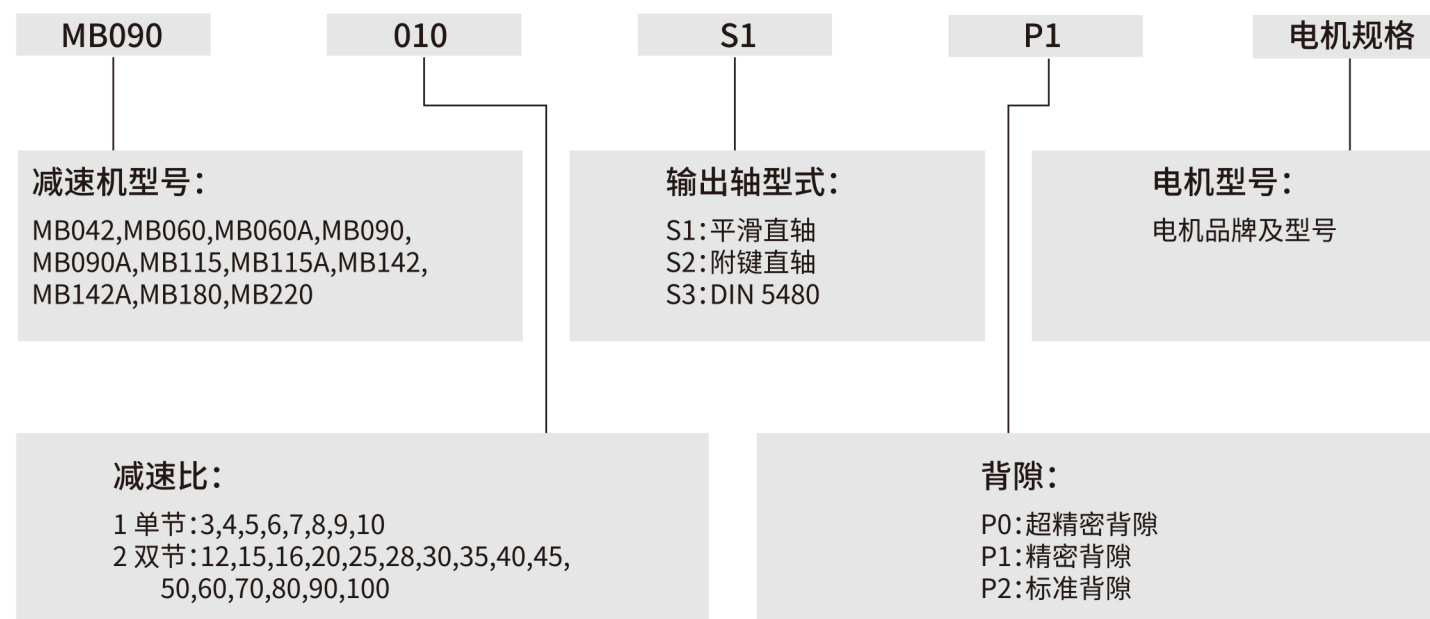 MB090
010
S1
P1
电机规格
减速机型号：
MB042,MB060,MB060A,MB090,
MB090A,MB115,MB115A,MB142,
MB142A,MB180,MB220
输出轴型式：
S1：平滑直轴
S2：附键直轴
S3：DIN 5480
电机型号：
电机品牌及型号
减速比：
1 单节：3,4,5,6,7,8,9,10
2 双节：12,15,16,20,25,28,30,35,40,45,
50,60,70,80,90,100
背隙：
P0：超精密背隙
P1：精密背隙
P2：标准背隙